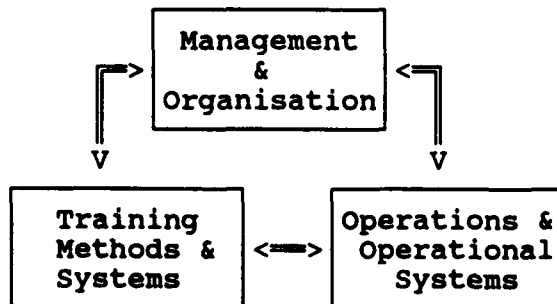 Management
&
Organisation
Training
Methods &
Systems
Operations &
Operational
Systems